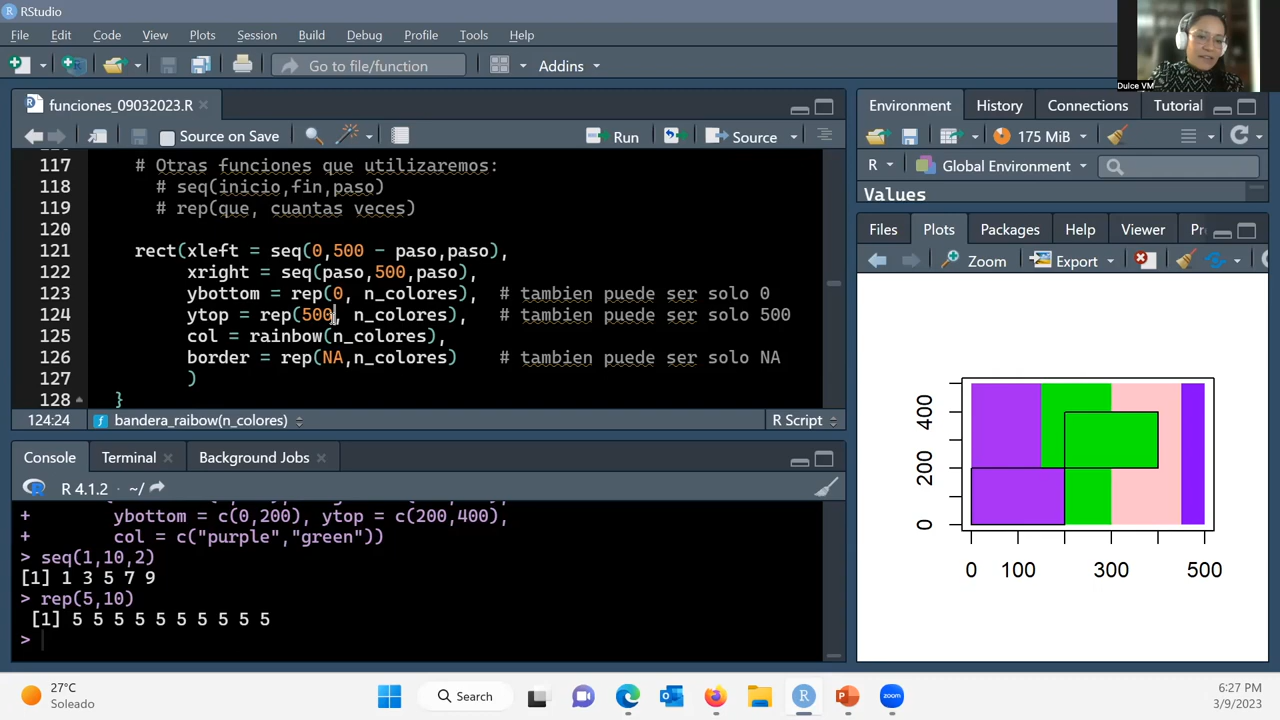 RStudio
File Edit Code View Plots Session Build Debug Profile Tools Help
Go to file/function Addins
Dulce VM
funciones_09032023.R
Source on Save Run Source
117 # Otras funciones que utilizaremos:
118 # seq(inicio,fin,paso)
119 # rep(que, cuantas veces)
120
121 rect(xleft = seq(0,500 - paso,paso),
122 xright = seq(paso,500,paso),
123 ybottom = rep(0, n_colores), # tambien puede ser solo 0
124 ytop = rep(500, n_colores), # tambien puede ser solo 500
125 col = rainbow(n_colores),
126 border = rep(NA,n_colores) # tambien puede ser solo NA
127 )
128 }
124:24 bandera_raibow(n_colores) R Script
Console Terminal Background Jobs
R 4.1.2 · ~/
+ ybottom = c(0,200), ytop = c(200,400),
+ col = c("purple","green"))
> seq(1,10,2)
[1] 1 3 5 7 9
> rep(5,10)
[1] 5 5 5 5 5 5 5 5 5 5
>
Environment History Connections Tutorial
175 MiB
R Global Environment
Values
Files Plots Packages Help Viewer Pr
Zoom Export
400
200
0
0 100 300 500
27°C
Soleado
Search
zoom
6:27 PM
3/9/2023